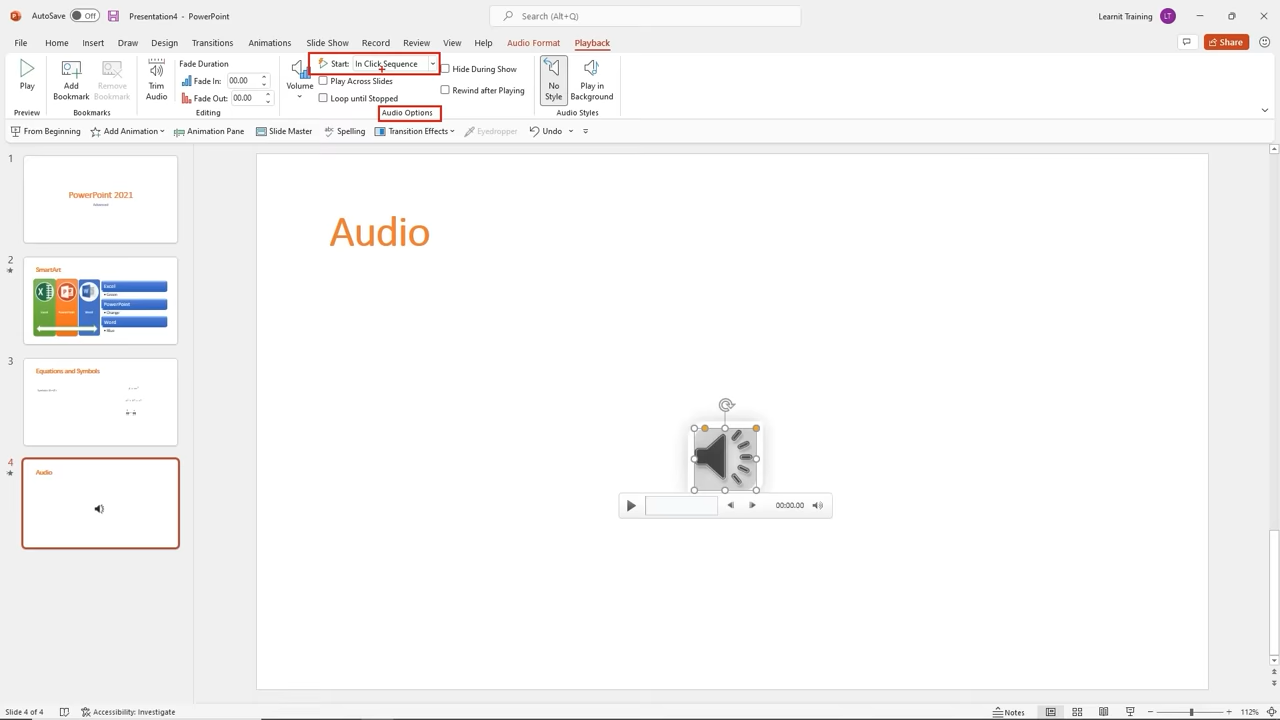 AutoSave Off Presentation4 - PowerPoint Search (Alt+Q) Learnit Training LT
File Home Insert Draw Design Transitions Animations Slide Show Record Review View Help Audio Format Playback Share
Play
Preview
Add Bookmark
Remove Bookmark
Bookmarks
Trim Audio
Fade Duration
Fade In: 00.00
Fade Out: 00.00
Editing
Volume
Start: In Click Sequence
Play Across Slides
Loop until Stopped
Hide During Show
Rewind after Playing
Audio Options
No Style
Play in Background
Audio Styles
From Beginning Add Animation Animation Pane Slide Master Spelling Transition Effects Eyedropper Undo
1
PowerPoint 2021
Advanced
2
SmartArt
Excel
PowerPoint
Orange
Word
Blue
3
Equations and Symbols
4
Audio
Audio
00:00.00
Slide 4 of 4 Accessibility: Investigate Notes 112%